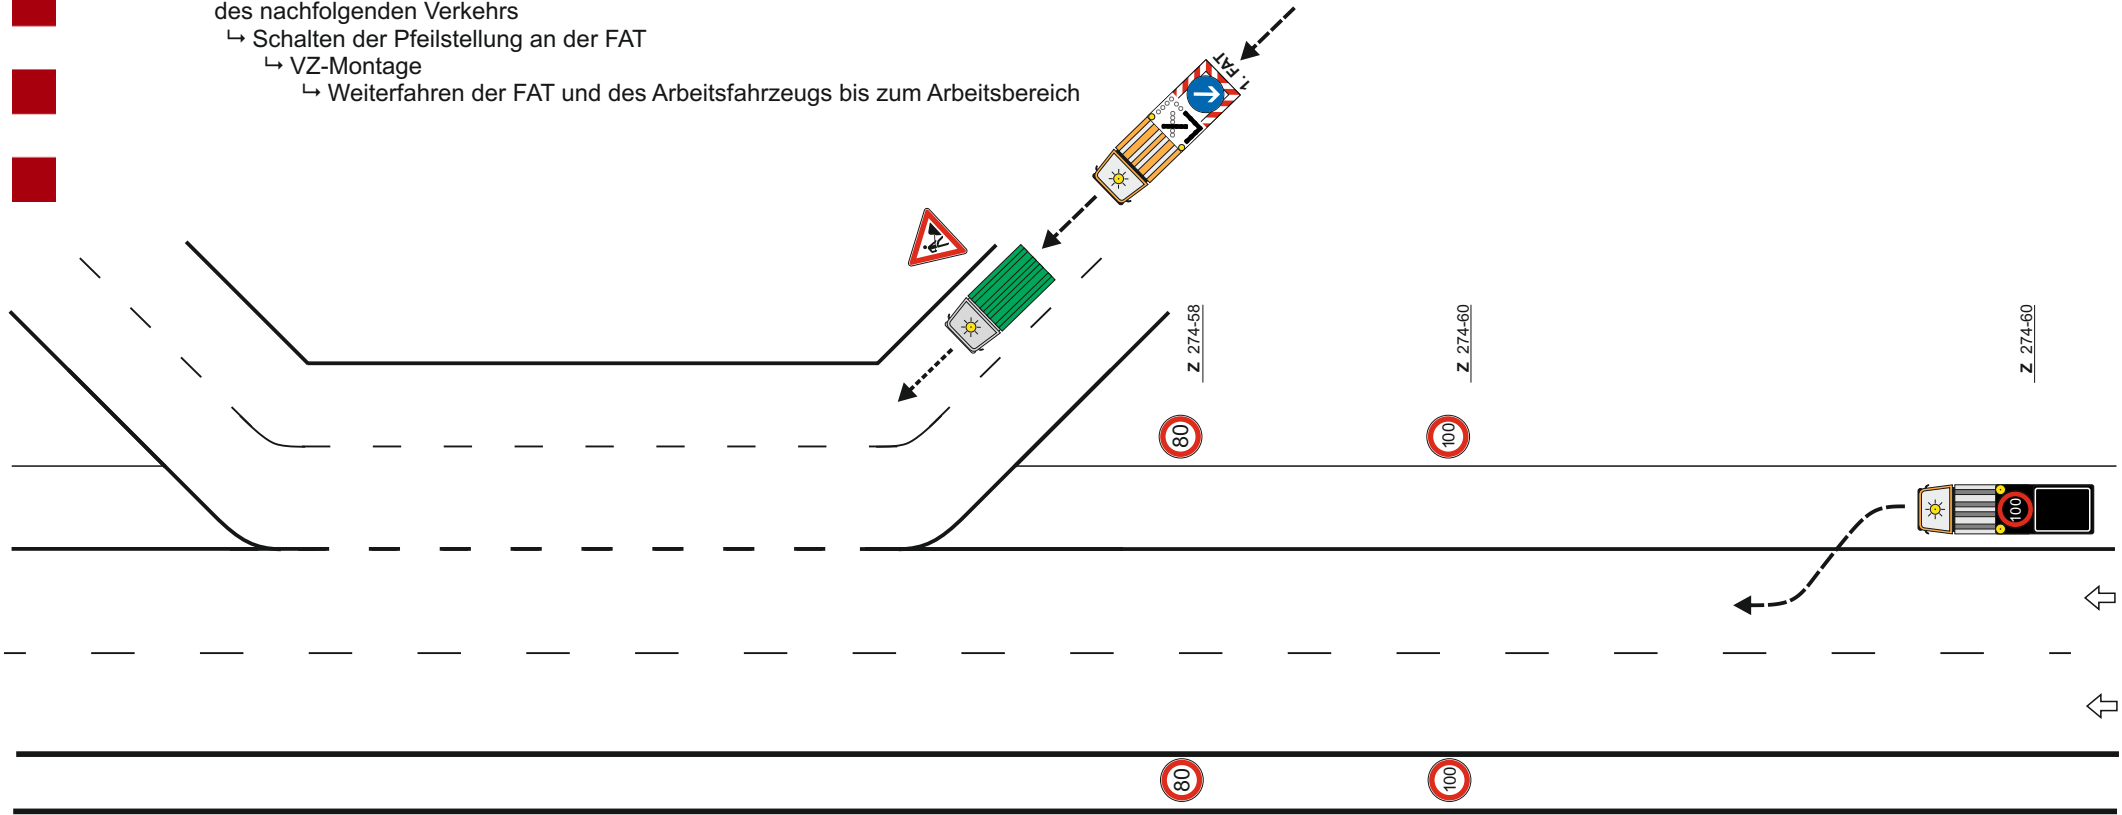 des nachfolgenden Verkehrs
↳ Schalten der Pfeilstellung an der FAT
↳ VZ-Montage
↳ Weiterfahren der FAT und des Arbeitsfahrzeugs bis zum Arbeitsbereich
1. FAT
Z 274-58
Z 274-60
Z 274-60
80
100
100
80
100